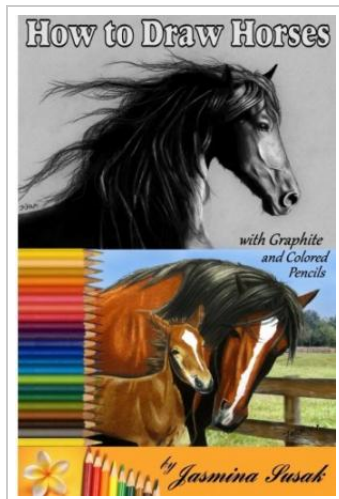 How to Draw Horses
with Graphite
and Colored
Pencils
by Jasmina Susak